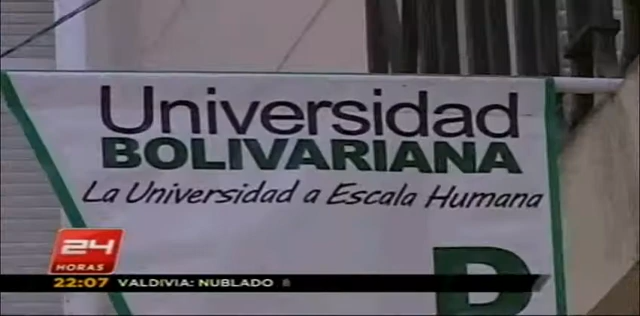 Universidad
BOLIVARIANA
La Universidad a Escala Humana
24
HORAS
22:07 VALDIVIA: NUBLADO